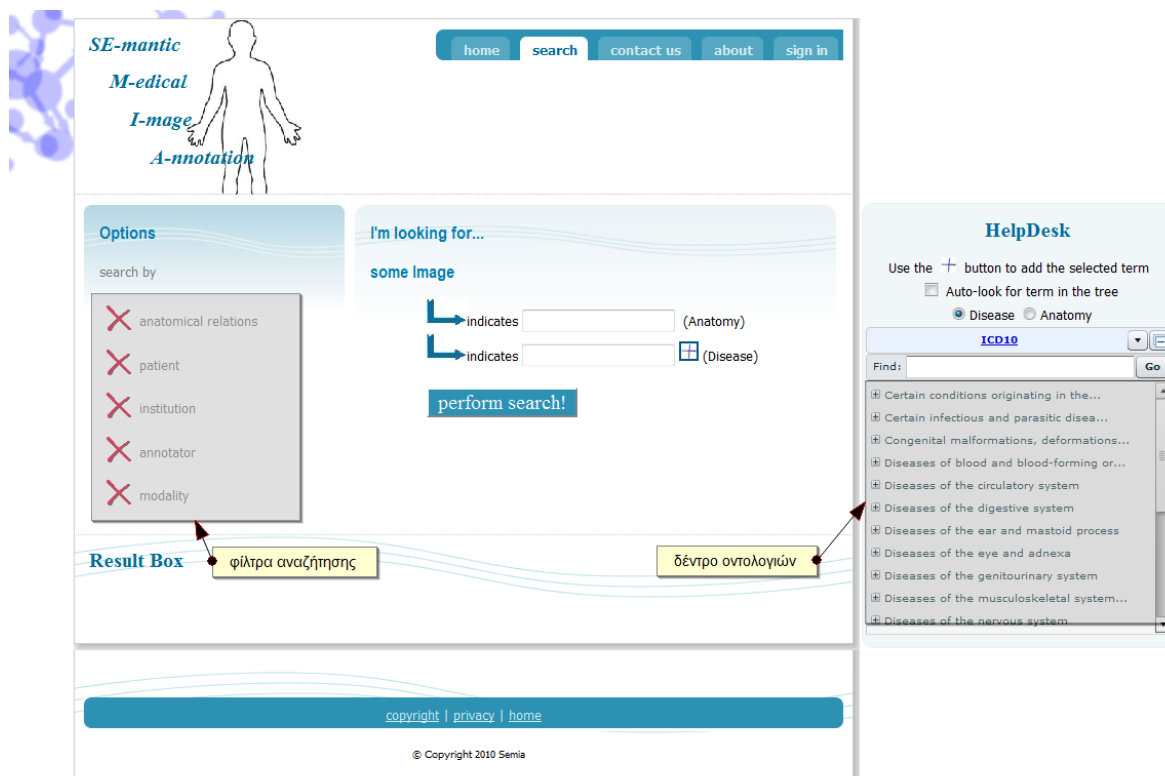 SE-mantic
M-edical
I-mage
A-nnotation
home search contact us about sign in
Options
search by
anatomical relations
patient
institution
annotator
modality
I'm looking for...
some Image
indicates (Anatomy)
indicates (Disease)
perform search!
HelpDesk
Use the button to add the selected term
Auto-look for term in the tree
Disease Anatomy
ICD10
Find: Go
Certain conditions originating in the...
Certain infectious and parasitic disea...
Congenital malformations, deformations...
Diseases of blood and blood-forming or...
Diseases of the circulatory system
Diseases of the digestive system
Diseases of the ear and mastoid process
Diseases of the eye and adnexa
Diseases of the genitourinary system
Diseases of the musculoskeletal system...
Diseases of the nervous system
Result Box
φίλτρα αναζήτησης
δέντρο οντολογιών
copyright | privacy | home
© Copyright 2010 Semia